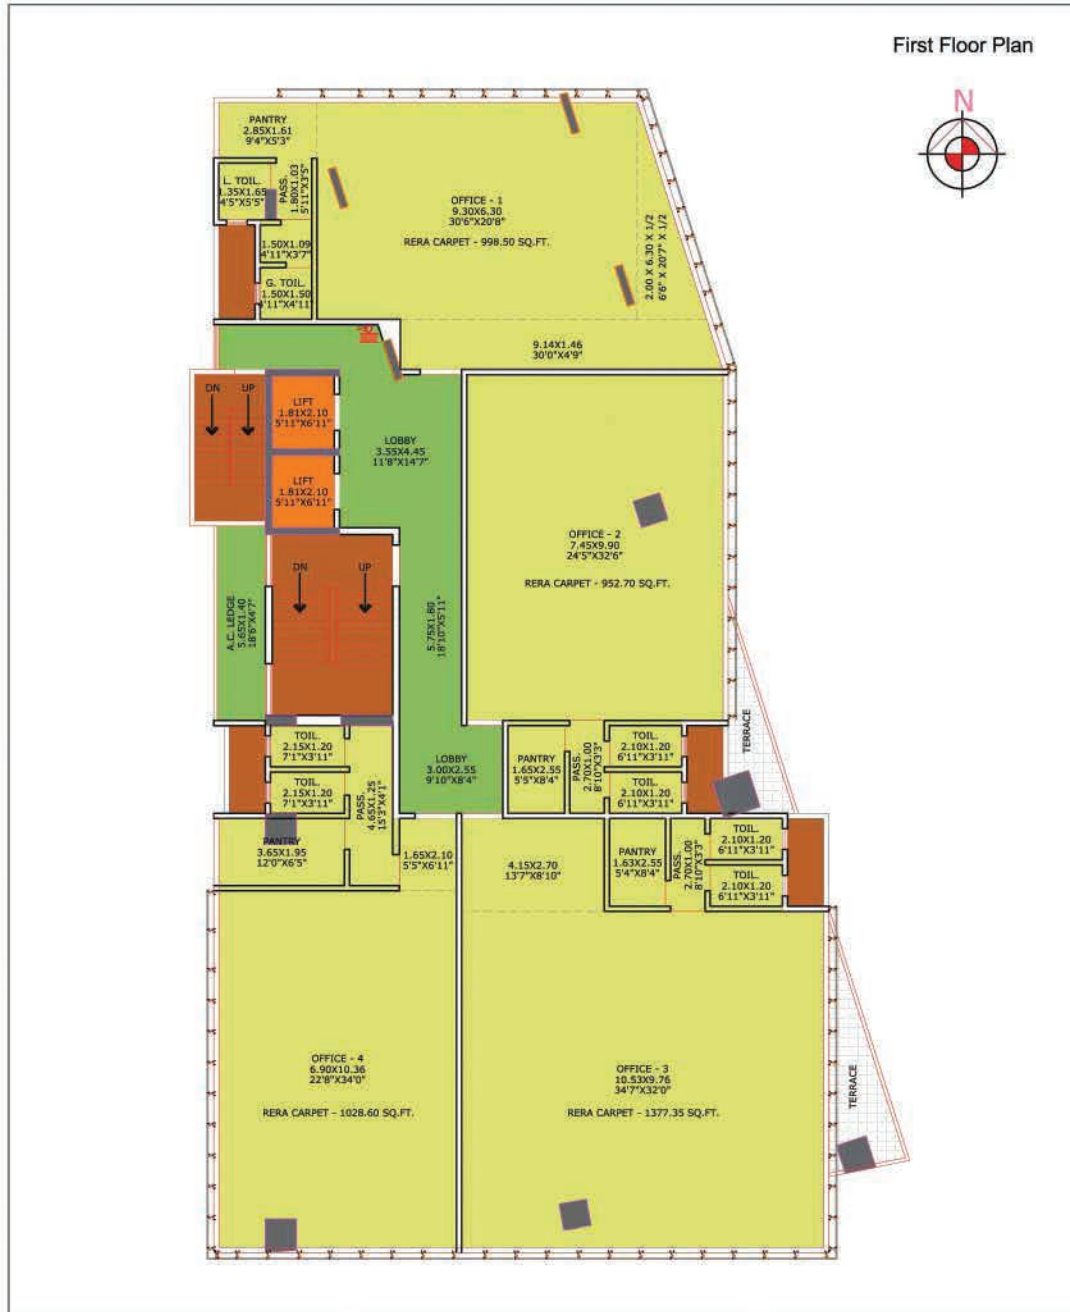 First Floor Plan
N
PANTRY
2.85X1.61
9'4"X5'3"
L. TOIL.
1.35X1.65
4'5"X5'5"
PASS.
1.80X1.03
5'11"X3'5"
OFFICE - 1
9.30X6.30
30'6"X20'8"
RERA CARPET - 998.50 SQ.FT.
2.00 X 6.30 X 1/2
6'6" X 20'7" X 1/2
1.50X1.09
4'11"X3'7"
G. TOIL.
1.50X1.50
4'11"X4'11"
9.14X1.46
30'0"X4'9"
DN
UP
LIFT
1.81X2.10
5'11"X6'11"
LOBBY
3.55X4.45
11'8"X14'7"
LIFT
1.81X2.10
5'11"X6'11"
OFFICE - 2
7.45X9.90
24'5"X32'6"
RERA CARPET - 952.70 SQ.FT.
DN
UP
A.C. LEDGE
5.65X1.40
18'6"X4'7"
5.75X1.80
18'10"X5'11"
TERRACE
TOIL.
2.15X1.20
7'1"X3'11"
TOIL.
2.15X1.20
7'1"X3'11"
PASS.
4.65X1.25
15'3"X4'1"
LOBBY
3.00X2.55
9'10"X8'4"
PANTRY
1.65X2.55
5'5"X8'4"
PASS.
2.70X1.00
8'10"X3'3"
TOIL.
2.10X1.20
6'11"X3'11"
TOIL.
2.10X1.20
6'11"X3'11"
PANTRY
3.65X1.95
12'0"X6'5"
1.65X2.10
5'5"X6'11"
4.15X2.70
13'7"X8'10"
PANTRY
1.63X2.55
5'4"X8'4"
PASS.
2.70X1.00
8'10"X3'3"
TOIL.
2.10X1.20
6'11"X3'11"
TOIL.
2.10X1.20
6'11"X3'11"
OFFICE - 4
6.90X10.36
22'8"X34'0"
RERA CARPET - 1028.60 SQ.FT.
OFFICE - 3
10.53X9.76
34'7"X32'0"
RERA CARPET - 1377.35 SQ.FT.
TERRACE